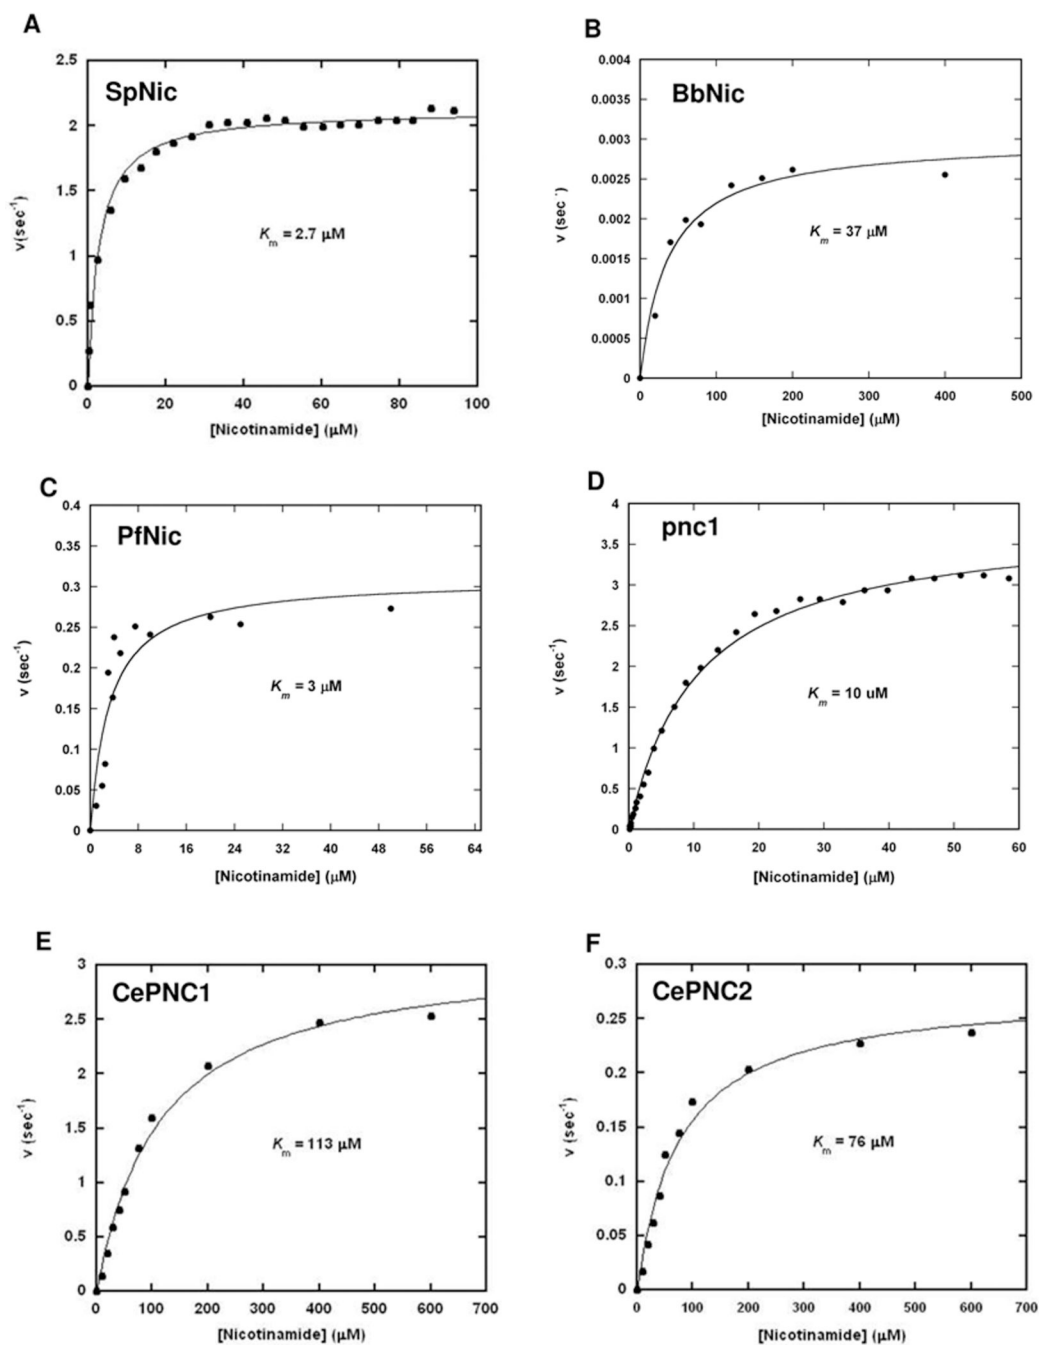 A
SpNic
2.5
2
1.5
1
0.5
0
v(sec⁻¹)
Kₘ = 2.7 μM
0 20 40 60 80 100
[Nicotinamide] (μM)
B
BbNic
0.004
0.0035
0.003
0.0025
0.002
0.0015
0.001
0.0005
0
v (sec⁻)
Kₘ = 37 μM
0 100 200 300 400 500
[Nicotinamide] (μM)
C
PfNic
0.4
0.35
0.3
0.25
0.2
0.15
0.1
0.05
0
v (sec⁻¹)
Kₘ = 3 μM
0 8 16 24 32 40 48 56 64
[Nicotinamide] (μM)
D
pnc1
4
3.5
3
2.5
2
1.5
1
0.5
0
v (sec⁻¹)
Kₘ = 10 uM
0 10 20 30 40 50 60
[Nicotinamide] (μM)
E
CePNC1
3
2.5
2
1.5
1
0.5
0
v (sec⁻¹)
Kₘ = 113 μM
0 100 200 300 400 500 600 700
[Nicotinamide] (μM)
F
CePNC2
0.3
0.25
0.2
0.15
0.1
0.05
0
v (sec⁻¹)
Kₘ = 76 μM
0 100 200 300 400 500 600 700
[Nicotinamide] (μM)